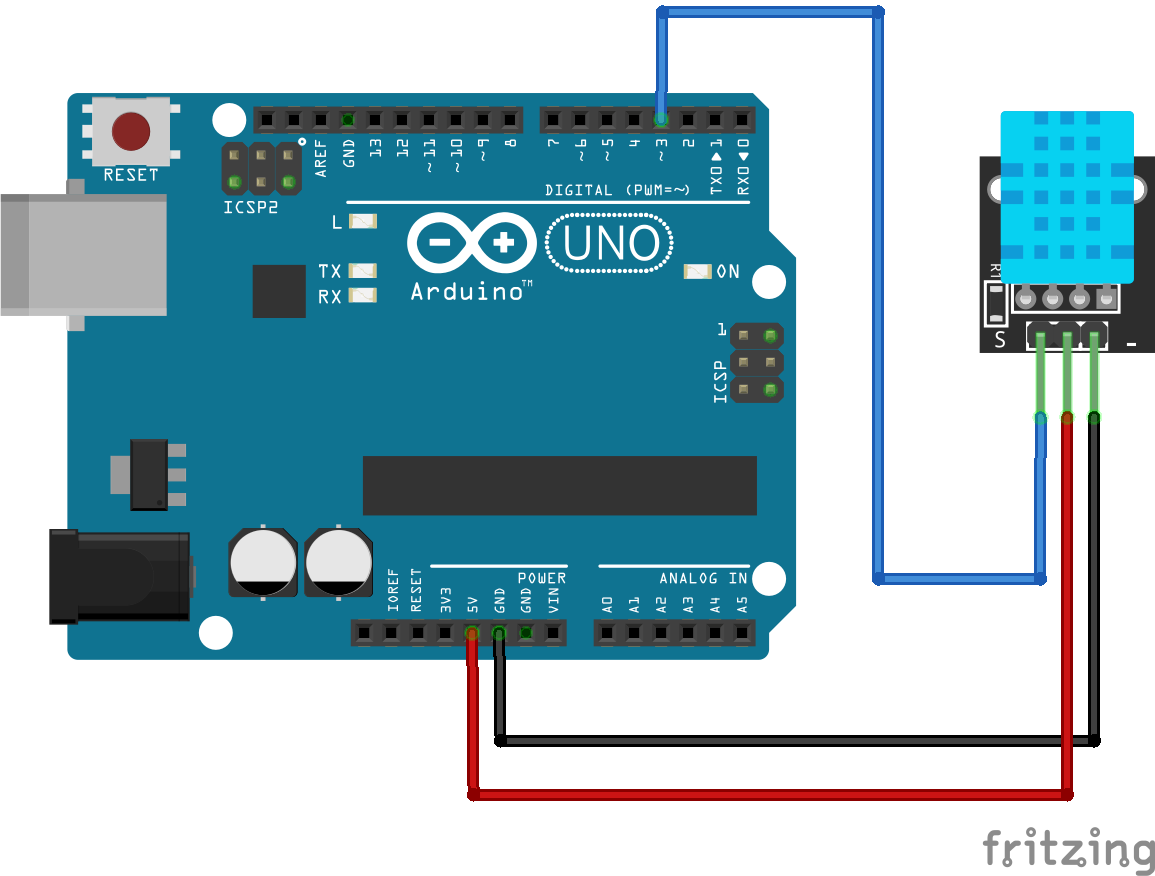 RESET
ICSP2
AREF
GND
13
12
~11
~10
~9
8
7
~6
~5
4
~3
2
TX0▶1
RX0◀0
DIGITAL (PWM=~)
L
TX
RX
UNO
Arduino™
ON
1
ICSP
R1
S
-
IOREF
RESET
3V3
5V
GND
GND
VIN
POWER
ANALOG IN
A0
A1
A2
A3
A4
A5
fritzing